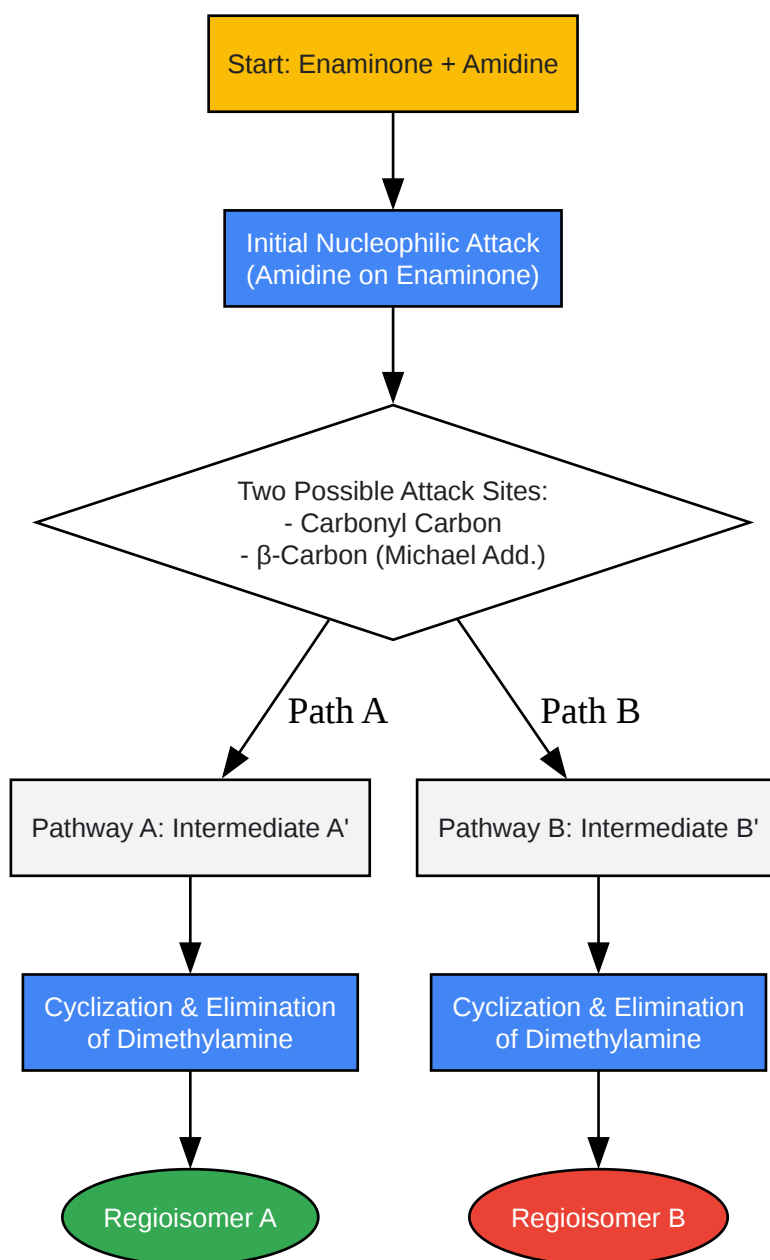 Start: Enaminone + Amidine
Initial Nucleophilic Attack
(Amidine on Enaminone)
Two Possible Attack Sites:
- Carbonyl Carbon
- β-Carbon (Michael Add.)
Path A
Path B
Pathway A: Intermediate A'
Pathway B: Intermediate B'
Cyclization & Elimination
of Dimethylamine
Cyclization & Elimination
of Dimethylamine
Regioisomer A
Regioisomer B